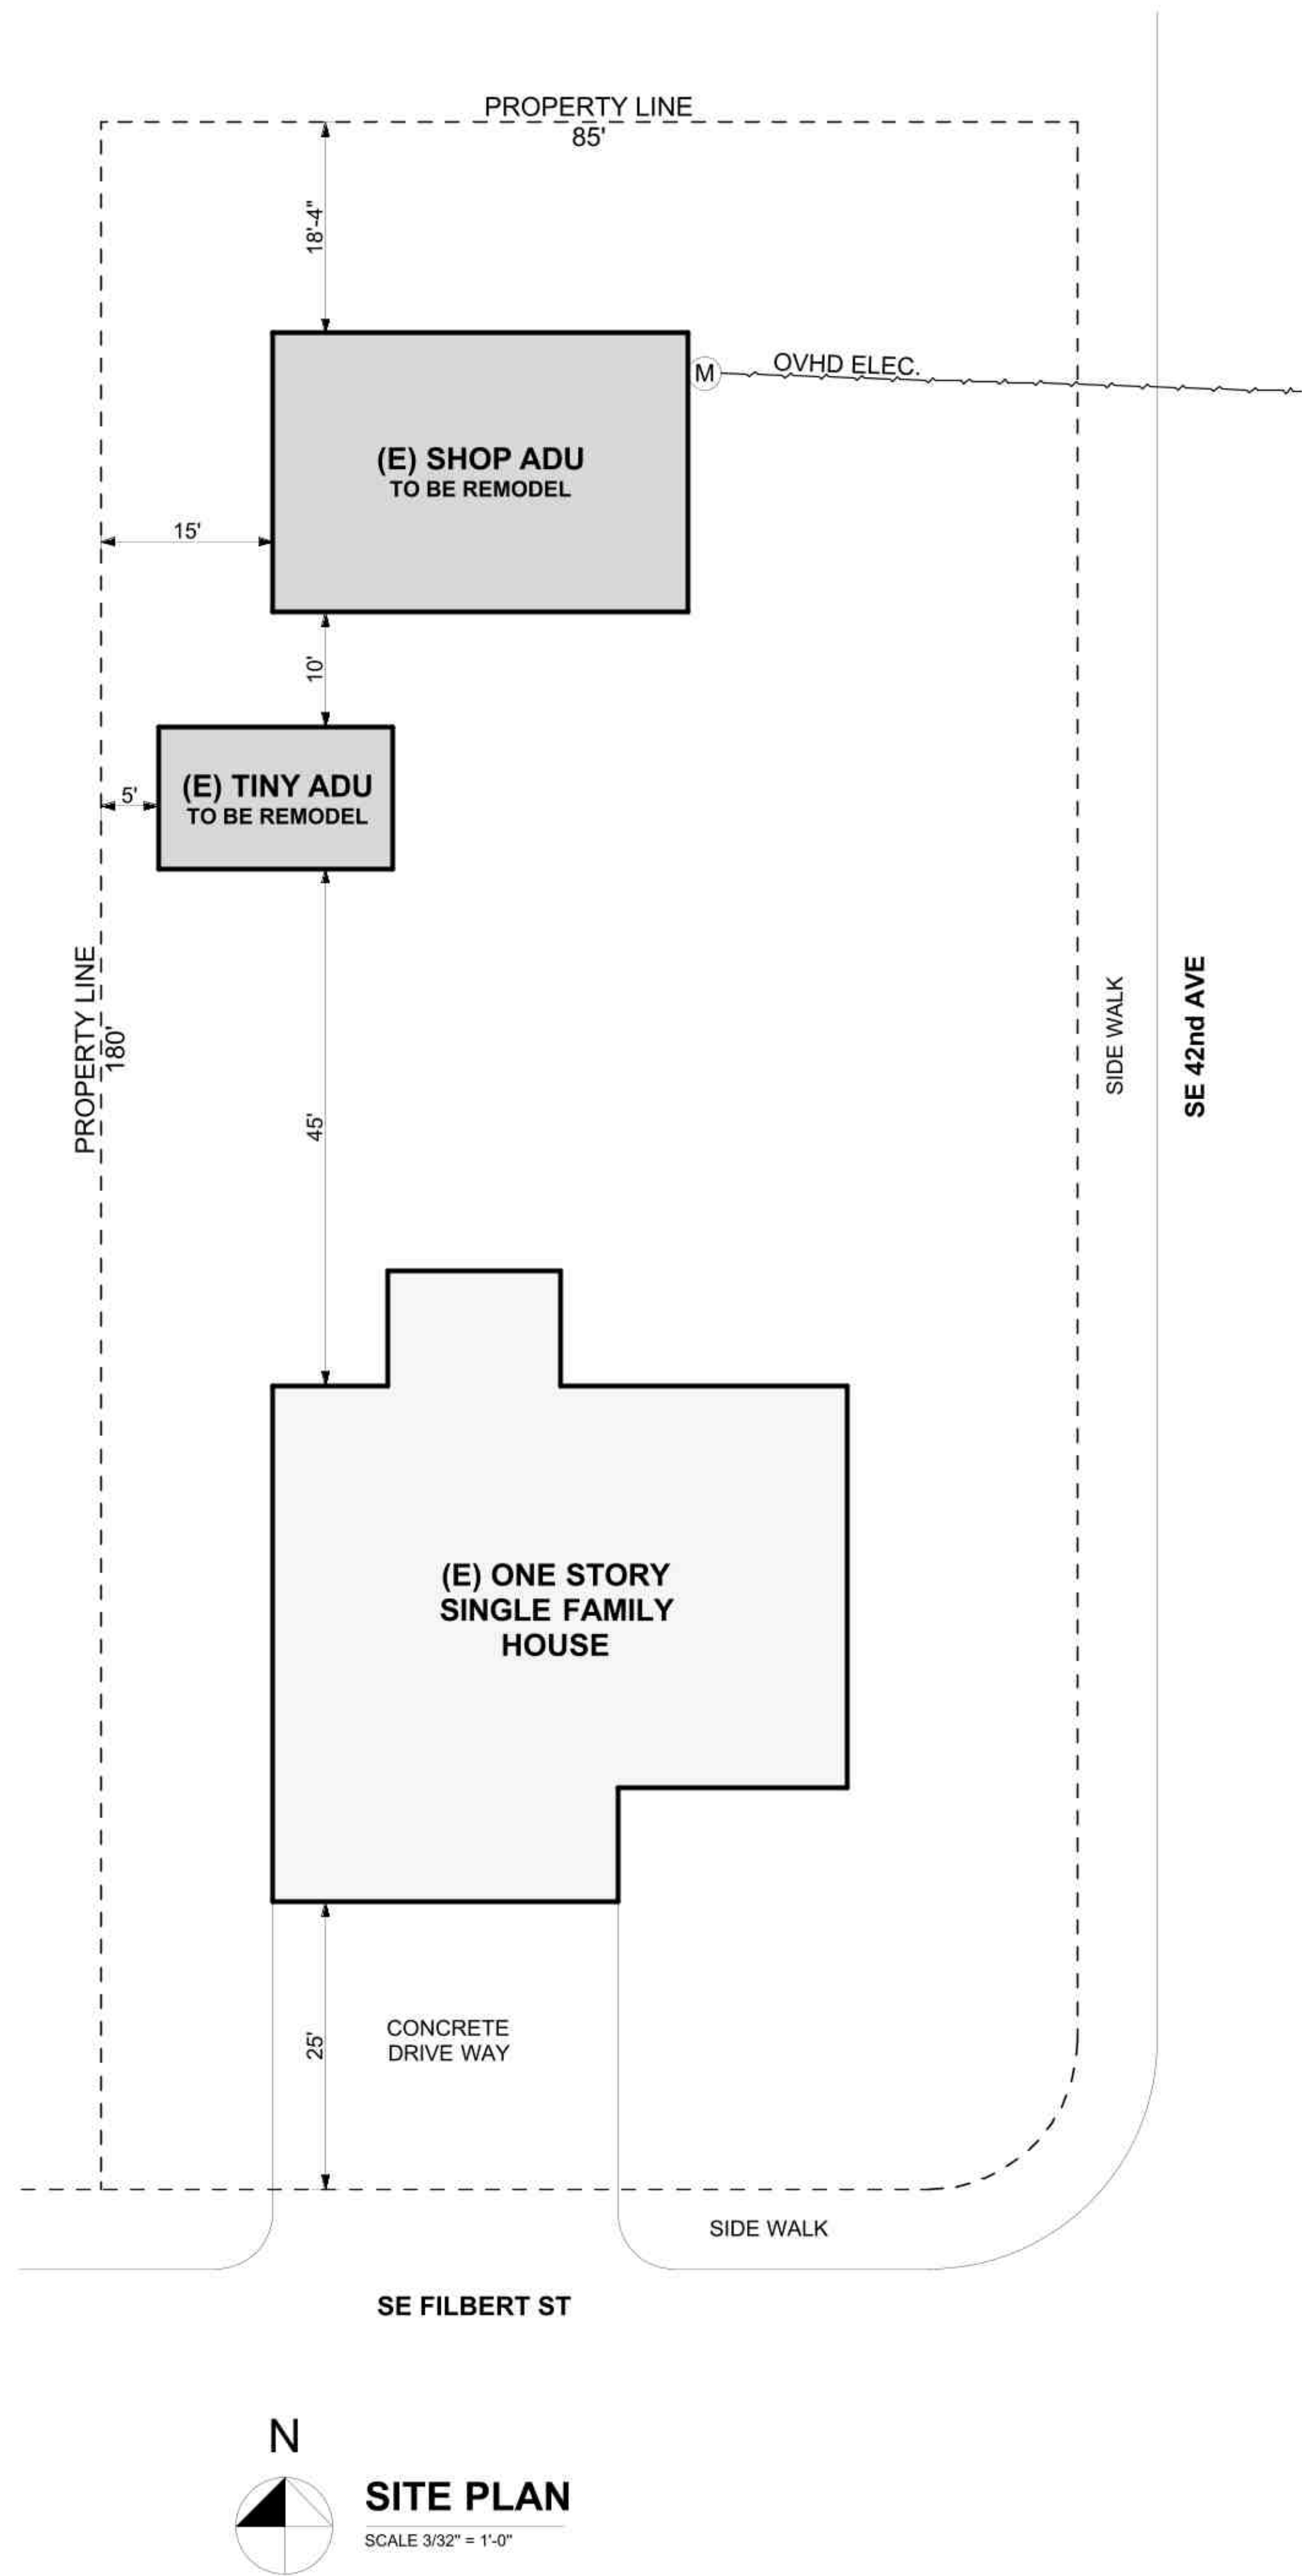 PROPERTY LINE
85'
18'-4"
M
OVHD ELEC.
(E) SHOP ADU
TO BE REMODEL
15'
10'
(E) TINY ADU
TO BE REMODEL
5'
PROPERTY LINE
180'
SIDE WALK
SE 42nd AVE
45'
(E) ONE STORY
SINGLE FAMILY
HOUSE
25'
CONCRETE
DRIVE WAY
SIDE WALK
SE FILBERT ST
N
SITE PLAN
SCALE 3/32" = 1'-0"